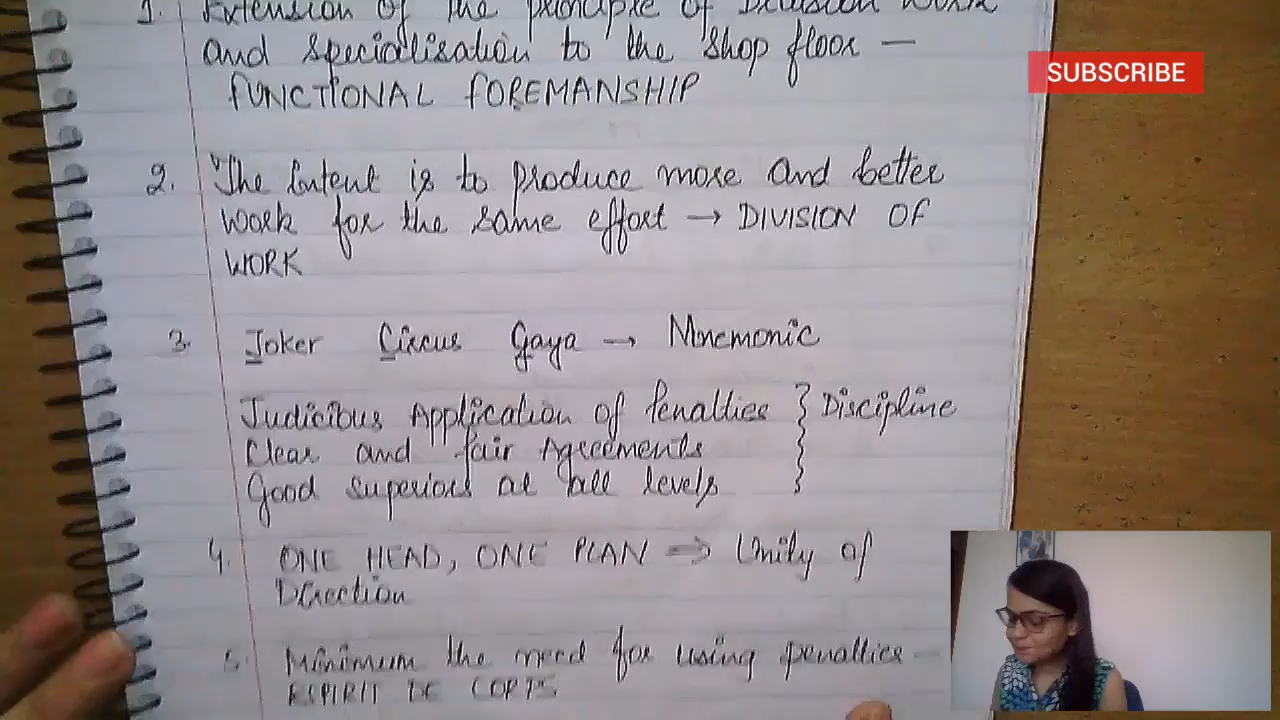 1. Extension of the principle of Division Work
and specialisation to the shop floor —
FUNCTIONAL FOREMANSHIP
SUBSCRIBE
2. "The intent is to produce more and better
work for the same effort → DIVISION OF
WORK
3. Joker Circus Gaya → Mnemonic
Judicious Application of Penalties } Discipline
Clear and fair Agreements
Good superiors at all levels
4. ONE HEAD, ONE PLAN ⇒ Unity of
Direction
5. Minimum the need for using penalties —
ESPIRIT DE CORPS